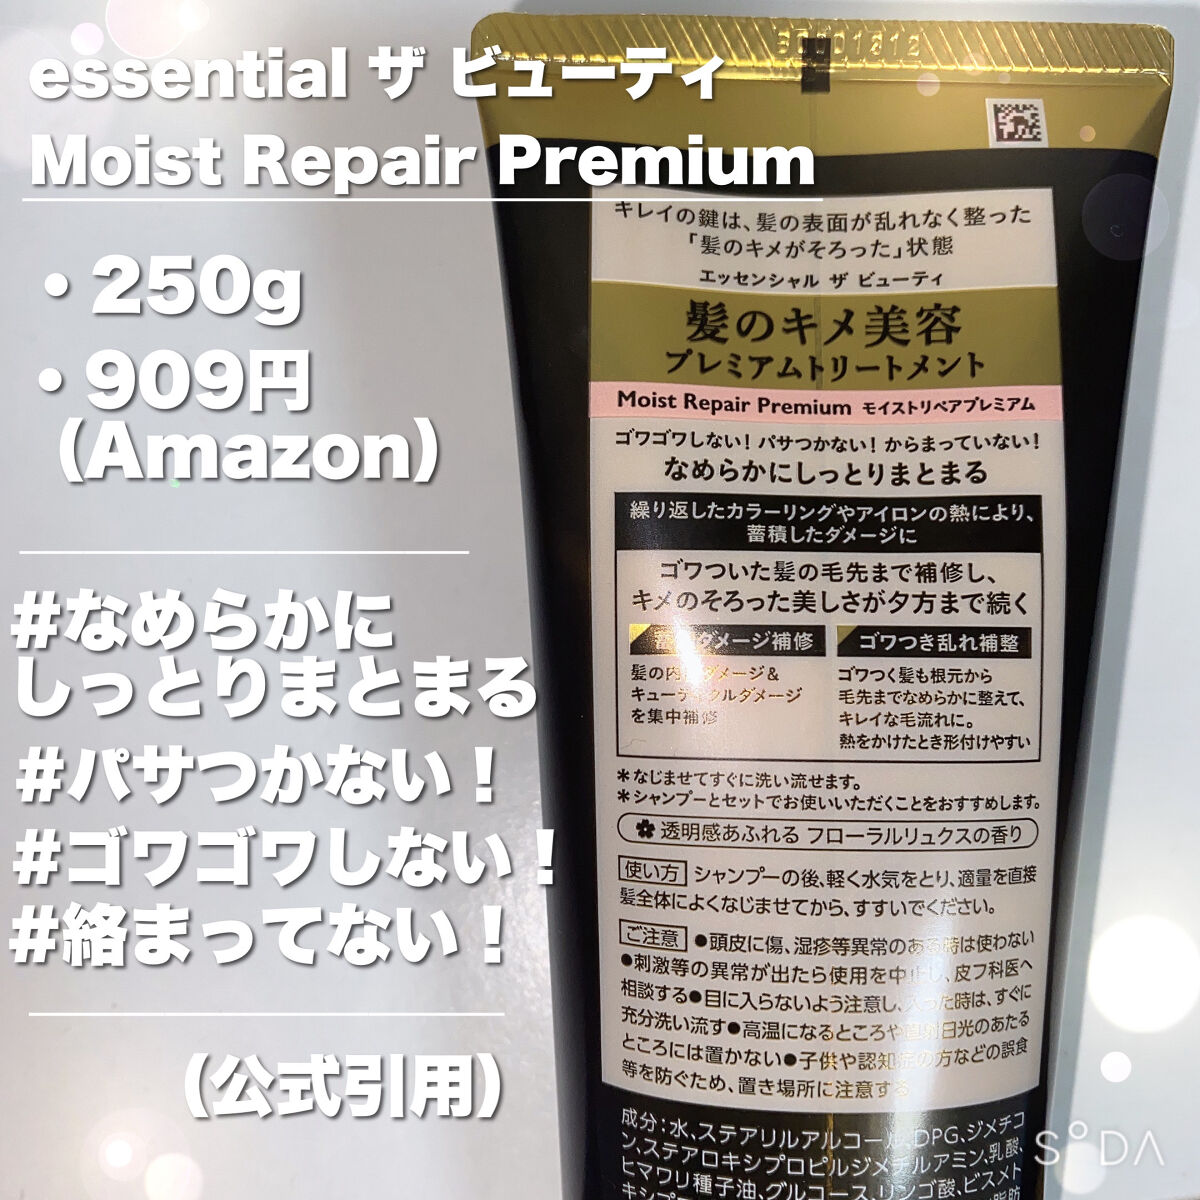 essential ザ ビューティ
Moist Repair Premium
・250g
・909円
（Amazon）
#なめらかに
しっとりまとまる
#パサつかない！
#ゴワゴワしない！
#絡まってない！
（公式引用）
キレイの鍵は、髪の表面が乱れなく整った
「髪のキメがそろった」状態
エッセンシャル ザ ビューティ
髪のキメ美容
プレミアムトリートメント
Moist Repair Premium モイストリペアプレミアム
ゴワゴワしない！パサつかない！からまっていない！
なめらかにしっとりまとまる
繰り返したカラーリングやアイロンの熱により、
蓄積したダメージに
ゴワついた髪の毛先まで補修し、
キメのそろった美しさが夕方まで続く
ダメージ補修
髪の内 ダメージ＆
キューティクルダメージ
を集中補修
ゴワつき乱れ補整
ゴワつく髪も根元から
毛先までなめらかに整えて、
キレイな毛流れに。
熱をかけたとき形付けやすい
＊なじませてすぐに洗い流せます。
＊シャンプーとセットでお使いいただくことをおすすめします。
透明感あふれる フローラルリュクスの香り
使い方 シャンプーの後、軽く水気をとり、適量を直接
髪全体によくなじませてから、すすいでください。
ご注意 ●頭皮に傷、湿疹等異常のある時は使わない
●刺激等の異常が出たら使用を中止し、皮フ科医へ
相談する●目に入らないよう注意し、入った時は、すぐに
充分洗い流す●高温になるところや直射日光のあたる
ところには置かない●子供や認知症の方などの誤食
等を防ぐため、置き場所に注意する
成分：水、ステアリルアルコール、DPG、ジメチコ
ン、ステアロキシプロピルジメチルアミン、乳酸、
ヒマワリ種子油、グルコース、リンゴ酸、ビスメト
キシプ
SODA